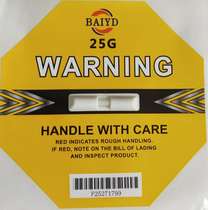 BAIYD
25G
WARNING
HANDLE WITH CARE
RED INDICATES ROUGH HANDLING.
IF RED, NOTE ON THE BILL OF LADING
AND INSPECT PRODUCT.
F25271799